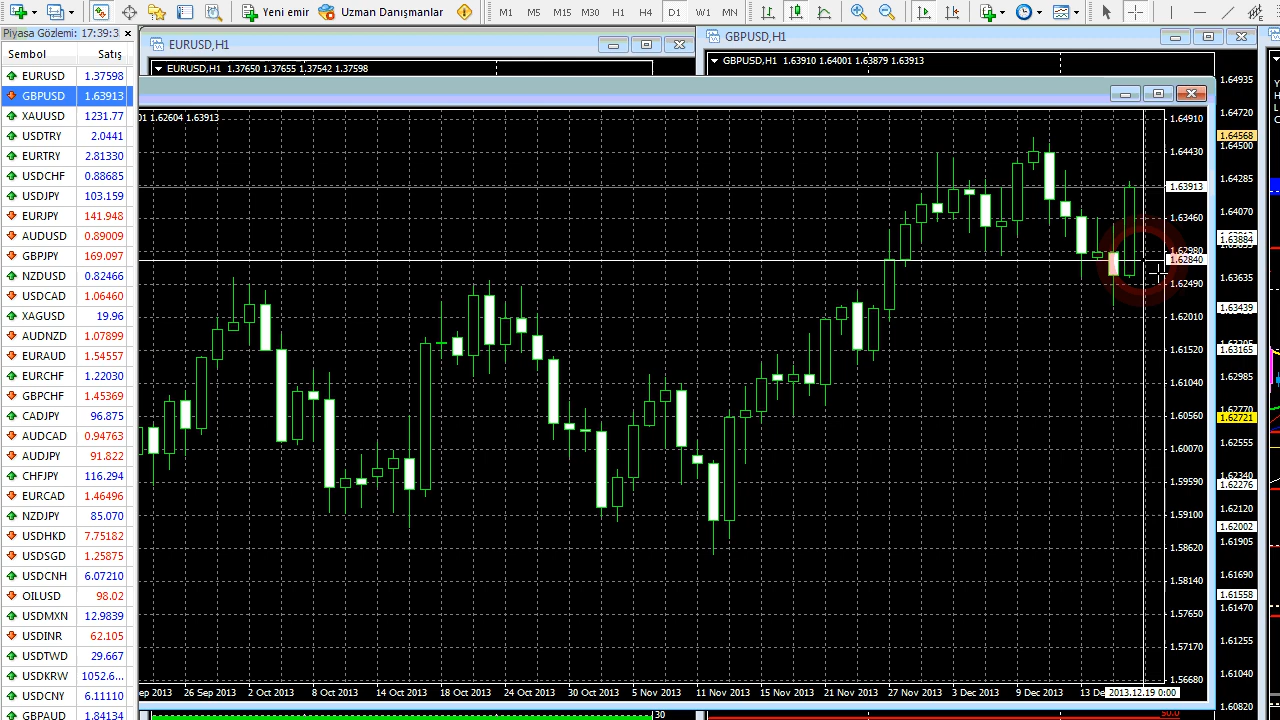 Yeni emir Uzman Danışmanlar M1 M5 M15 M30 H1 H4 D1 W1 MN
Piyasa Gözlemi: 17:39:3
Sembol Satış
EURUSD 1.37598
GBPUSD 1.63913
XAUUSD 1231.77
USDTRY 2.0441
EURTRY 2.81330
USDCHF 0.88685
USDJPY 103.159
EURJPY 141.948
AUDUSD 0.89009
GBPJPY 169.097
NZDUSD 0.82466
USDCAD 1.06460
XAGUSD 19.96
AUDNZD 1.07899
EURAUD 1.54557
EURCHF 1.22030
GBPCHF 1.45369
CADJPY 96.875
AUDCAD 0.94763
AUDJPY 91.822
CHFJPY 116.294
EURCAD 1.46496
NZDJPY 85.070
USDHKD 7.75182
USDSGD 1.25875
USDCNH 6.07210
OILUSD 98.02
USDMXN 12.9839
USDINR 62.105
USDTWD 29.667
USDKRW 1052.6...
USDCNY 6.11110
GBPAUD 1.84134
EURUSD,H1
EURUSD,H1 1.37650 1.37655 1.37542 1.37598
GBPUSD,H1
GBPUSD,H1 1.63910 1.64001 1.63879 1.63913
01 1.62604 1.63913
1.64910
1.64430
1.63913
1.63460
1.62980
1.62840
1.62490
1.62010
1.61520
1.61040
1.60560
1.60070
1.59590
1.59100
1.58620
1.58140
1.57650
1.57170
1.56680
ep 2013 26 Sep 2013 2 Oct 2013 8 Oct 2013 14 Oct 2013 18 Oct 2013 24 Oct 2013 30 Oct 2013 5 Nov 2013 11 Nov 2013 15 Nov 2013 21 Nov 2013 27 Nov 2013 3 Dec 2013 9 Dec 2013 13 De 2013.12.19 0:00
1.64935
1.64720
1.64568
1.64500
1.64285
1.64070
1.63884
1.63635
1.63439
1.63165
1.62985
1.62770
1.62721
1.62555
1.62276
1.62120
1.62002
1.61905
1.61690
1.61558
1.61470
1.61255
1.61040
1.60820
30